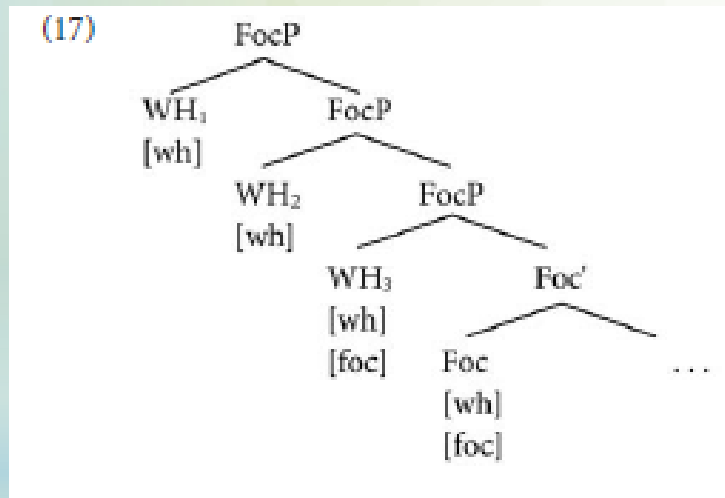 (17) FocP
WH₁ FocP
[wh]
WH₂ FocP
[wh]
WH₃ Foc'
[wh]
[foc] Foc ...
[wh]
[foc]